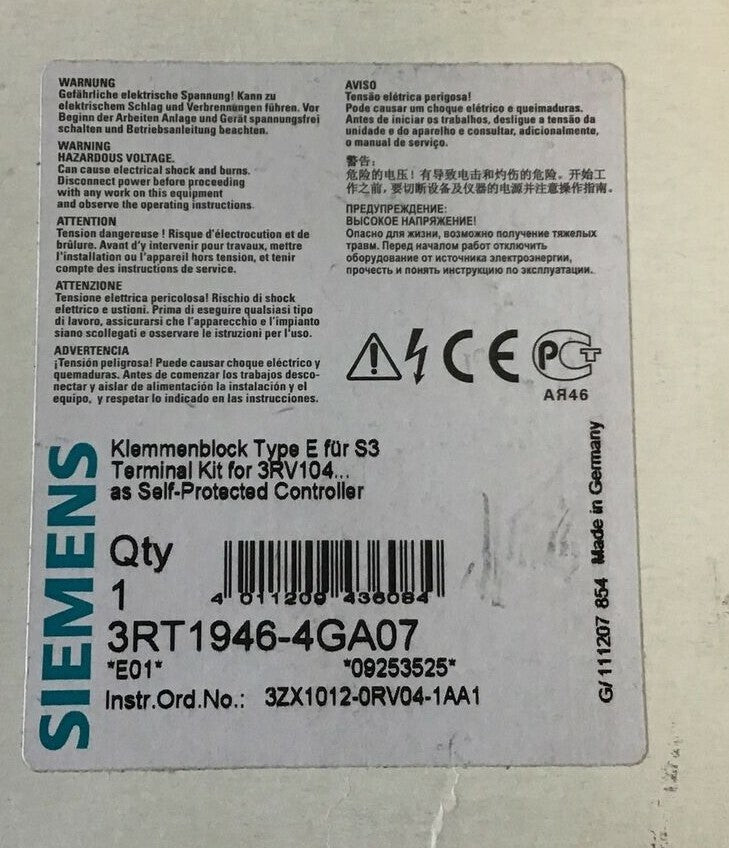 WARNUNG
Gefährliche elektrische Spannung! Kann zu
elektrischem Schlag und Verbrennungen führen. Vor
Beginn der Arbeiten Anlage und Gerät spannungsfrei
schalten und Betriebsanleitung beachten.
WARNING
HAZARDOUS VOLTAGE.
Can cause electrical shock and burns.
Disconnect power before proceeding
with any work on this equipment
and observe the operating instructions.
ATTENTION
Tension dangereuse ! Risque d'électrocution et de
brûlure. Avant d'y intervenir pour travaux, mettre
l'installation ou l'appareil hors tension, et tenir
compte des instructions de service.
ATTENZIONE
Tensione elettrica pericolosa! Rischio di shock
elettrico e ustioni. Prima di eseguire qualsiasi tipo
di lavoro, assicurarsi che l'apparecchio e l'impianto
siano scollegati e osservare le istruzioni per l'uso.
ADVERTENCIA
¡Tensión peligrosa! Puede causar choque eléctrico y
quemaduras. Antes de comenzar los trabajos desco-
nectar y aislar de alimentación la instalación y el
equipo, y respetar lo indicado en las instrucciones.
AVISO
Tensão elétrica perigosa!
Pode causar um choque elétrico e queimaduras.
Antes de iniciar os trabalhos, desligue a tensão da
unidade e do aparelho e consultar, adicionalmente,
o manual de serviço.
警告:
危险的电压!有导致电击和灼伤的危险。开始工
作之前,要切断设备及仪器的电源并注意操作指南。
ПРЕДУПРЕЖДЕНИЕ:
ВЫСОКОЕ НАПРЯЖЕНИЕ!
Опасно для жизни, возможно получение тяжелых
травм. Перед началом работ отключить
оборудование от источника электроэнергии,
прочесть и понять инструкцию по эксплуатации.
CE
РСТ
АЯ46
SIEMENS
Klemmenblock Type E für S3
Terminal Kit for 3RV104...
as Self-Protected Controller
Qty
1
4 011209 436084
3RT1946-4GA07
*E01* *09253525*
Instr.Ord.No.: 3ZX1012-0RV04-1AA1
G/111207 854 Made in Germany